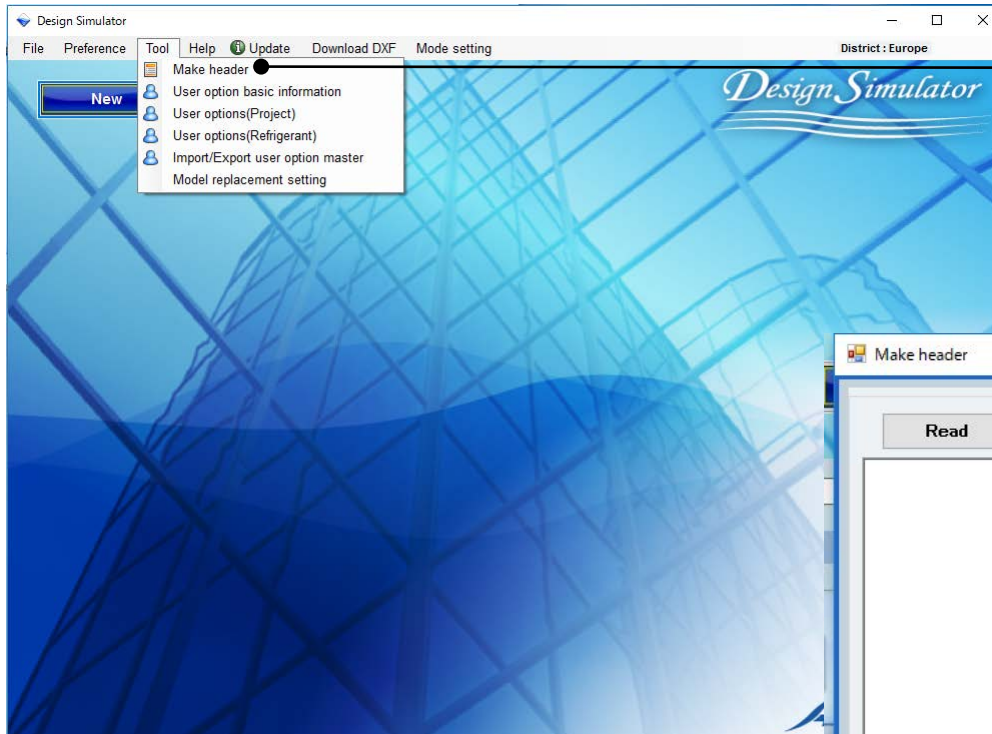 Design Simulator
File Preference Tool Help Update Download DXF Mode setting District : Europe
Make header
User option basic information
User options(Project)
User options(Refrigerant)
Import/Export user option master
Model replacement setting
New
Design Simulator
Make header
Read